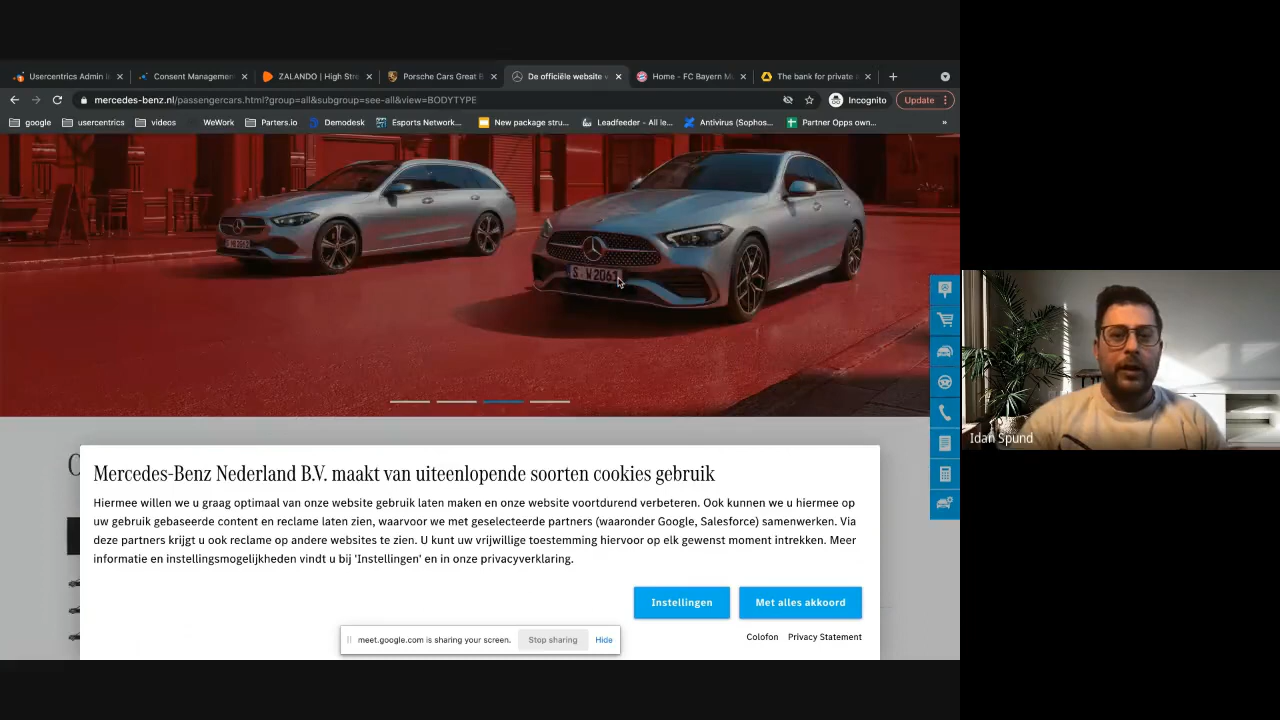 Usercentrics Admin I
Consent Managemen
ZALANDO | High Stre
Porsche Cars Great B
De officiële website v
Home - FC Bayern Mu
The bank for private a
mercedes-benz.nl/passengercars.html?group=all&subgroup=see-all&view=BODYTYPE
Incognito
Update
google
usercentrics
videos
WeWork
Parters.io
Demodesk
Esports Network...
New package stru...
Leadfeeder - All le...
Antivirus (Sophos...
Partner Opps own...
»
Mercedes-Benz Nederland B.V. maakt van uiteenlopende soorten cookies gebruik
Hiermee willen we u graag optimaal van onze website gebruik laten maken en onze website voortdurend verbeteren. Ook kunnen we u hiermee op
uw gebruik gebaseerde content en reclame laten zien, waarvoor we met geselecteerde partners (waaronder Google, Salesforce) samenwerken. Via
deze partners krijgt u ook reclame op andere websites te zien. U kunt uw vrijwillige toestemming hiervoor op elk gewenst moment intrekken. Meer
informatie en instellingsmogelijkheden vindt u bij 'Instellingen' en in onze privacyverklaring.
Instellingen
Met alles akkoord
meet.google.com is sharing your screen.
Stop sharing
Hide
Colofon
Privacy Statement
Idan Spund